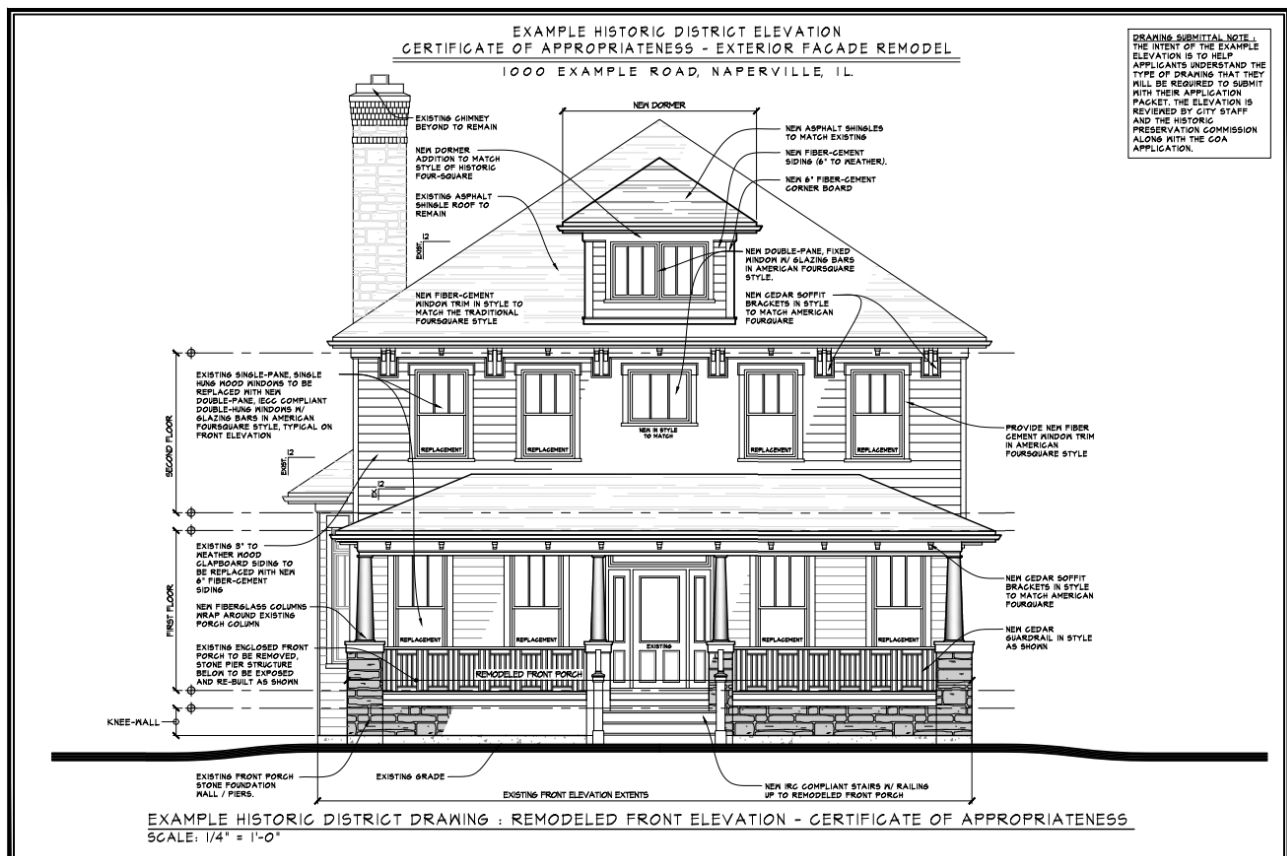 EXAMPLE HISTORIC DISTRICT ELEVATION
CERTIFICATE OF APPROPRIATENESS - EXTERIOR FACADE REMODEL
1000 EXAMPLE ROAD, NAPERVILLE, IL.
DRAWING SUBMITTAL NOTE :
THE INTENT OF THE EXAMPLE
ELEVATION IS TO HELP
APPLICANTS UNDERSTAND THE
TYPE OF DRAWING THAT THEY
WILL BE REQUIRED TO SUBMIT
WITH THEIR APPLICATION
PACKET. THE ELEVATION IS
REVIEWED BY CITY STAFF
AND THE HISTORIC
PRESERVATION COMMISSION
ALONG WITH THE COA
APPLICATION.
NEW DORMER
EXISTING CHIMNEY
BEYOND TO REMAIN
NEW DORMER
ADDITION TO MATCH
STYLE OF HISTORIC
FOUR-SQUARE
EXISTING ASPHALT
SHINGLE ROOF TO
REMAIN
12
EXIST.
NEW FIBER-CEMENT
WINDOW TRIM IN STYLE TO
MATCH THE TRADITIONAL
FOURSQUARE STYLE
NEW ASPHALT SHINGLES
TO MATCH EXISTING
NEW FIBER-CEMENT
SIDING (6" TO WEATHER).
NEW 6" FIBER-CEMENT
CORNER BOARD
NEW DOUBLE-PANE, FIXED
WINDOW W/ GLAZING BARS
IN AMERICAN FOURSQUARE
STYLE.
NEW CEDAR SOFFIT
BRACKETS IN STYLE
TO MATCH AMERICAN
FOURQUARE
EXISTING SINGLE-PANE, SINGLE
HUNG WOOD WINDOWS TO BE
REPLACED WITH NEW
DOUBLE-PANE, IECC COMPLIANT
DOUBLE-HUNG WINDOWS W/
GLAZING BARS IN AMERICAN
FOURSQUARE STYLE, TYPICAL ON
FRONT ELEVATION
SECOND FLOOR
REPLACEMENT
REPLACEMENT
NEW IN STYLE
TO MATCH
REPLACEMENT
REPLACEMENT
PROVIDE NEW FIBER
CEMENT WINDOW TRIM
IN AMERICAN
FOURSQUARE STYLE
12
EXIST.
12
EX.
FIRST FLOOR
EXISTING 3" TO
WEATHER WOOD
CLAPBOARD SIDING TO
BE REPLACED WITH NEW
6" FIBER-CEMENT
SIDING
NEW FIBERGLASS COLUMNS
WRAP AROUND EXISTING
PORCH COLUMN
EXISTING ENCLOSED FRONT
PORCH TO BE REMOVED,
STONE PIER STRUCTURE
BELOW TO BE EXPOSED
AND RE-BUILT AS SHOWN
REPLACEMENT
REPLACEMENT
EXISTING
REPLACEMENT
REPLACEMENT
REMODELED FRONT PORCH
NEW CEDAR SOFFIT
BRACKETS IN STYLE
TO MATCH AMERICAN
FOURQUARE
NEW CEDAR
GUARDRAIL IN STYLE
AS SHOWN
KNEE-WALL
EXISTING FRONT PORCH
STONE FOUNDATION
WALL / PIERS.
EXISTING GRADE
NEW IRC COMPLIANT STAIRS W/ RAILING
UP TO REMODELED FRONT PORCH
EXISTING FRONT ELEVATION EXTENTS
EXAMPLE HISTORIC DISTRICT DRAWING : REMODELED FRONT ELEVATION - CERTIFICATE OF APPROPRIATENESS
SCALE: 1/4" = 1'-0"